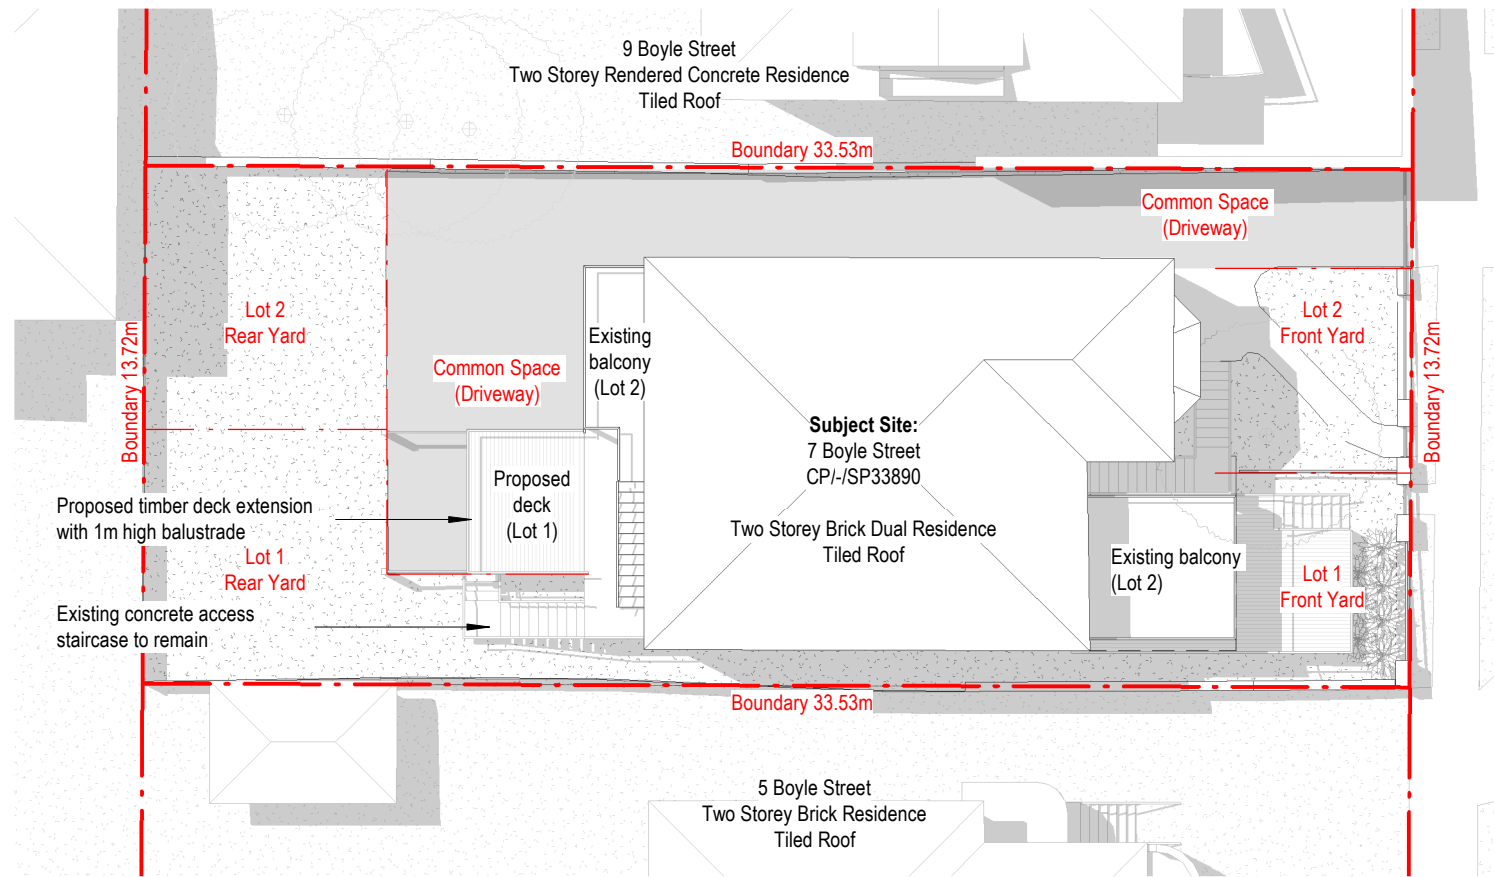 9 Boyle Street
Two Storey Rendered Concrete Residence
Tiled Roof
Boundary 33.53m
Common Space
(Driveway)
Lot 2
Rear Yard
Existing
balcony
(Lot 2)
Lot 2
Front Yard
Boundary 13.72m
Common Space
(Driveway)
Boundary 13.72m
Subject Site:
7 Boyle Street
CP/-/SP33890
Two Storey Brick Dual Residence
Tiled Roof
Proposed
deck
(Lot 1)
Proposed timber deck extension
with 1m high balustrade
Lot 1
Rear Yard
Existing balcony
(Lot 2)
Lot 1
Front Yard
Existing concrete access
staircase to remain
Boundary 33.53m
5 Boyle Street
Two Storey Brick Residence
Tiled Roof